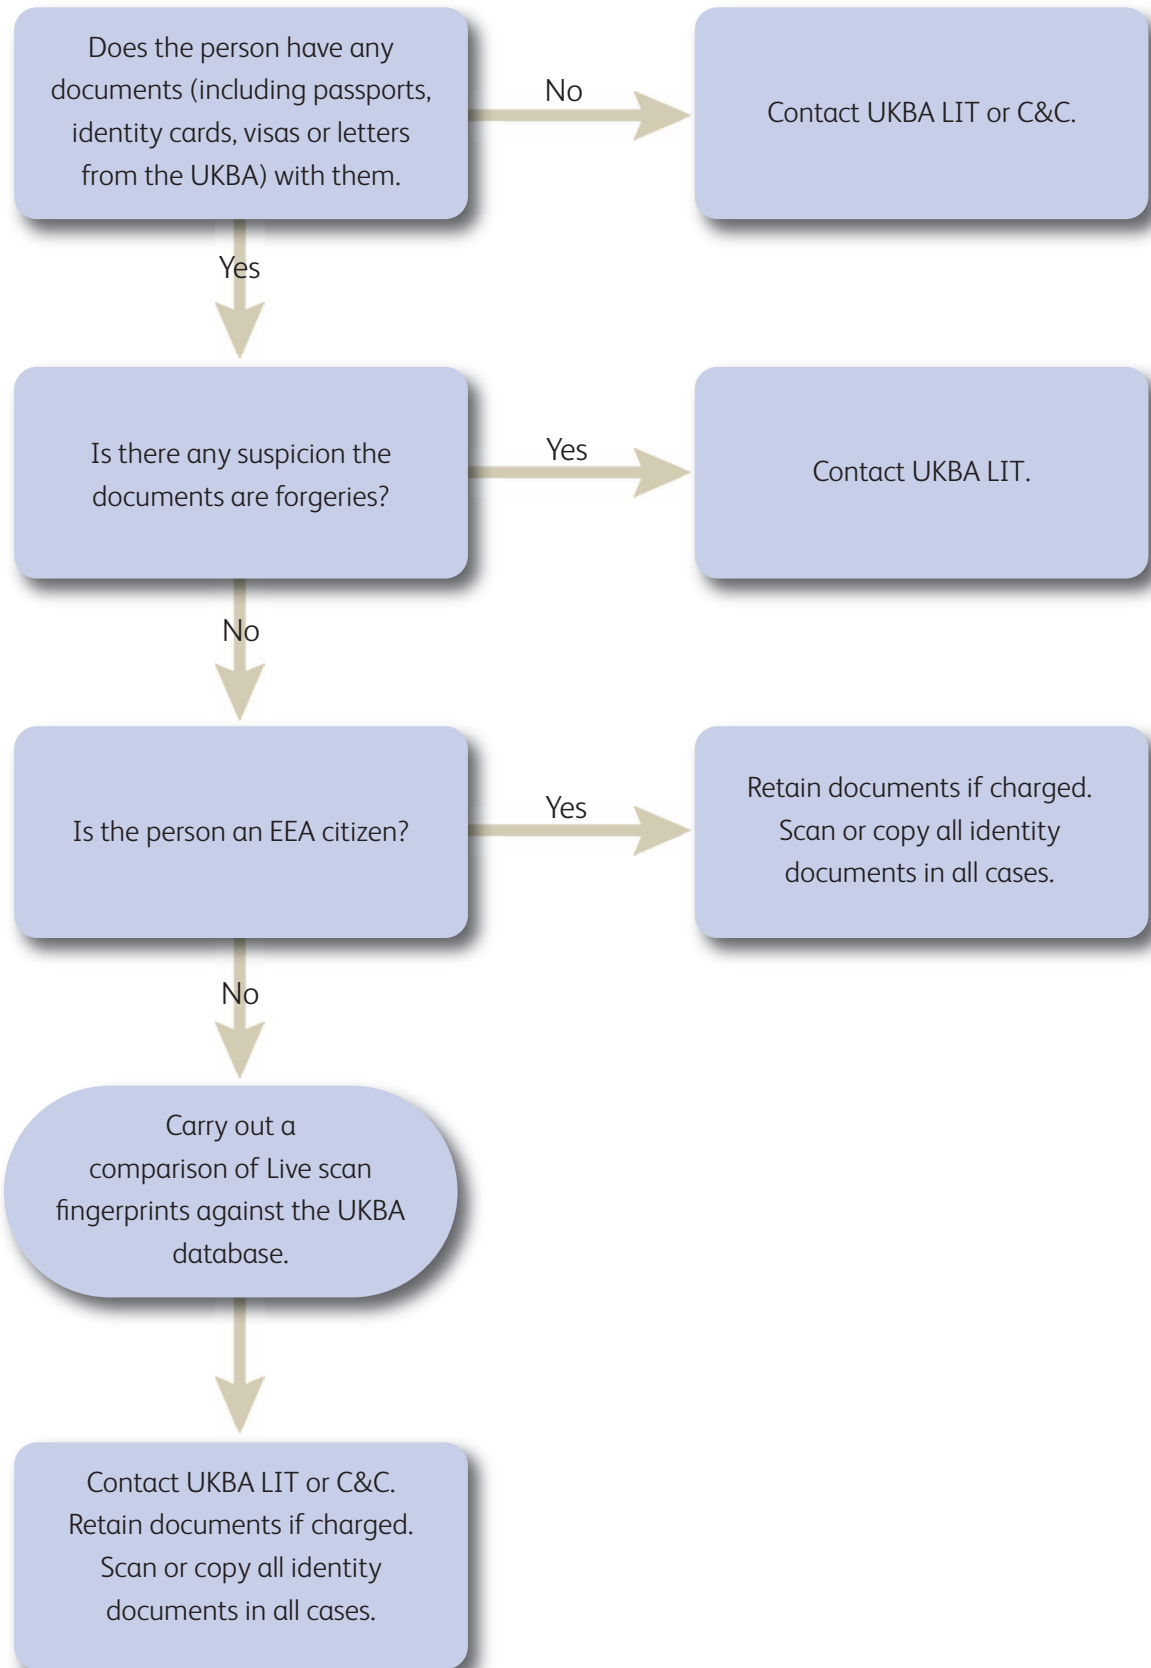 Does the person have any
documents (including passports,
identity cards, visas or letters
from the UKBA) with them.
No
Contact UKBA LIT or C&C.
Yes
Is there any suspicion the
documents are forgeries?
Yes
Contact UKBA LIT.
No
Is the person an EEA citizen?
Yes
Retain documents if charged.
Scan or copy all identity
documents in all cases.
No
Carry out a
comparison of Live scan
fingerprints against the UKBA
database.
Contact UKBA LIT or C&C.
Retain documents if charged.
Scan or copy all identity
documents in all cases.